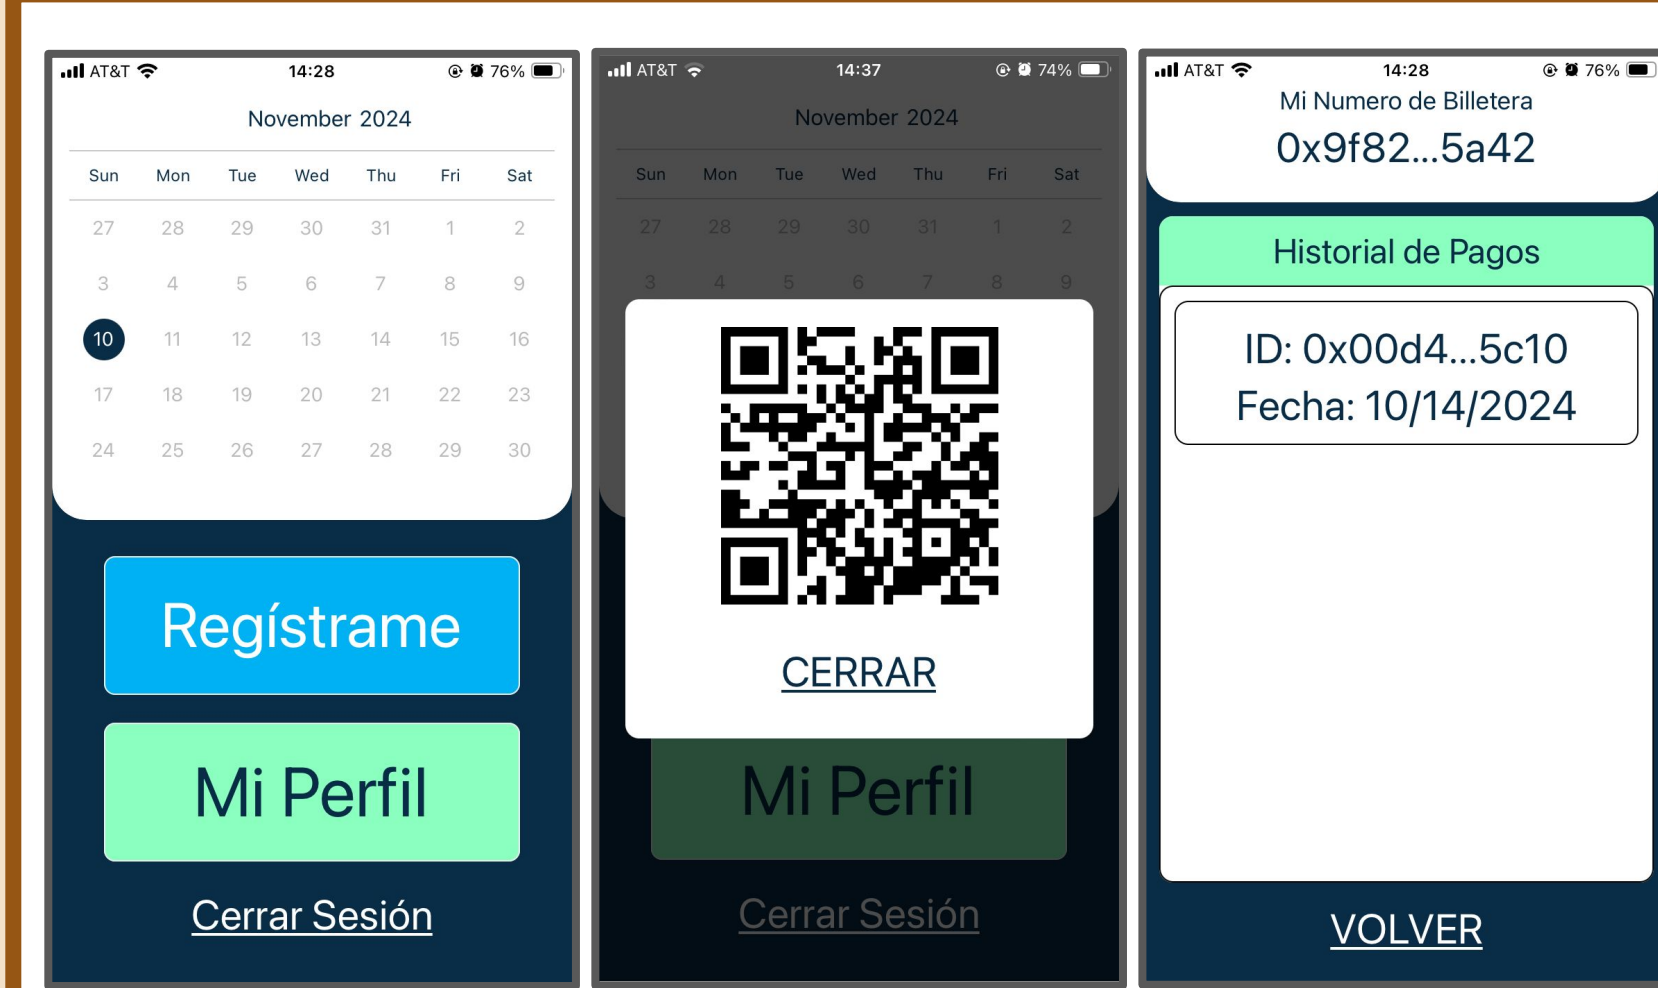 AT&T 14:28 76%
November 2024
Sun Mon Tue Wed Thu Fri Sat
27 28 29 30 31 1 2
3 4 5 6 7 8 9
10 11 12 13 14 15 16
17 18 19 20 21 22 23
24 25 26 27 28 29 30
Regístrame
Mi Perfil
Cerrar Sesión
AT&T 14:37 74%
November 2024
Sun Mon Tue Wed Thu Fri Sat
27 28 29 30 31 1 2
3 4 5 6 7 8 9
CERRAR
Mi Perfil
Cerrar Sesión
AT&T 14:28 76%
Mi Numero de Billetera
0x9f82...5a42
Historial de Pagos
ID: 0x00d4...5c10
Fecha: 10/14/2024
VOLVER